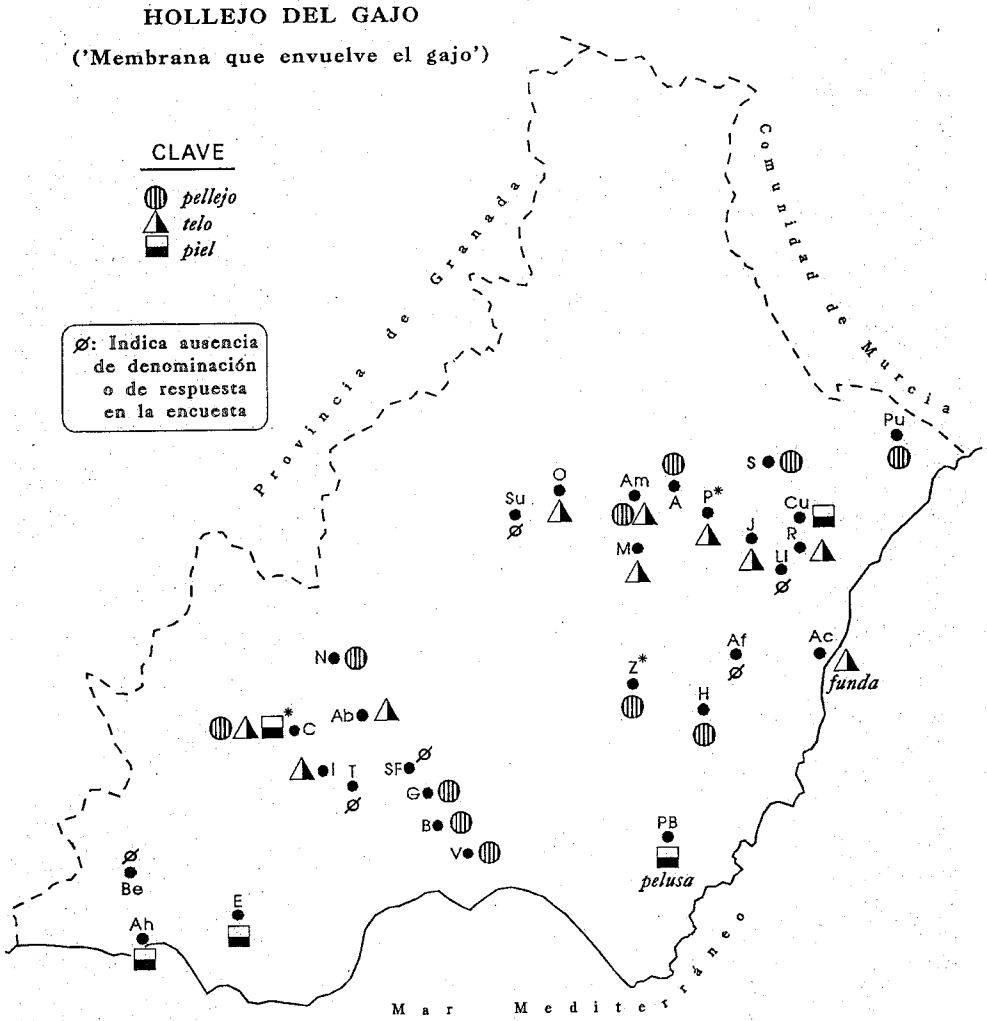 HOLLEJO DEL GAJO
('Membrana que envuelve el gajo')
CLAVE
pellejo
telo
piel
Ø: Indica ausencia
de denominación
o de respuesta
en la encuesta
Provincia de Granada
Comunidad de Murcia
Pu
S
A
O
Am
Su
P*
Cu
J
R
Ll
M
Ø
Ø
Af
Ø
Ac
funda
Z*
H
N
Ab
*
C
I
T
Ø
SF Ø
G
B
V
PB
pelusa
Ø
Be
E
Ah
Mar Mediterráneo